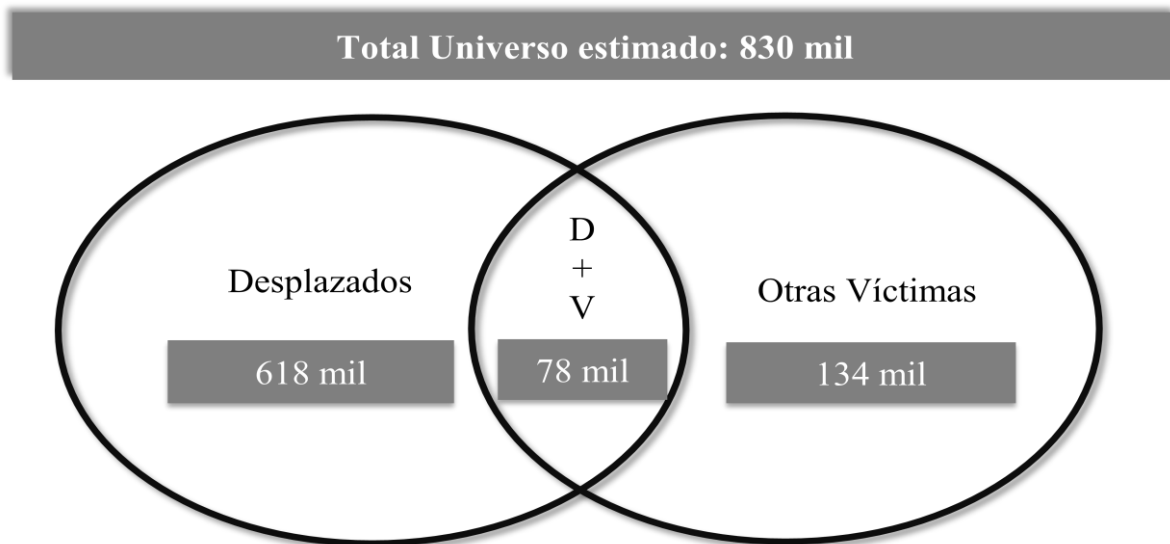 Total Universo estimado: 830 mil
Desplazados
618 mil
D
+
V
78 mil
Otras Víctimas
134 mil